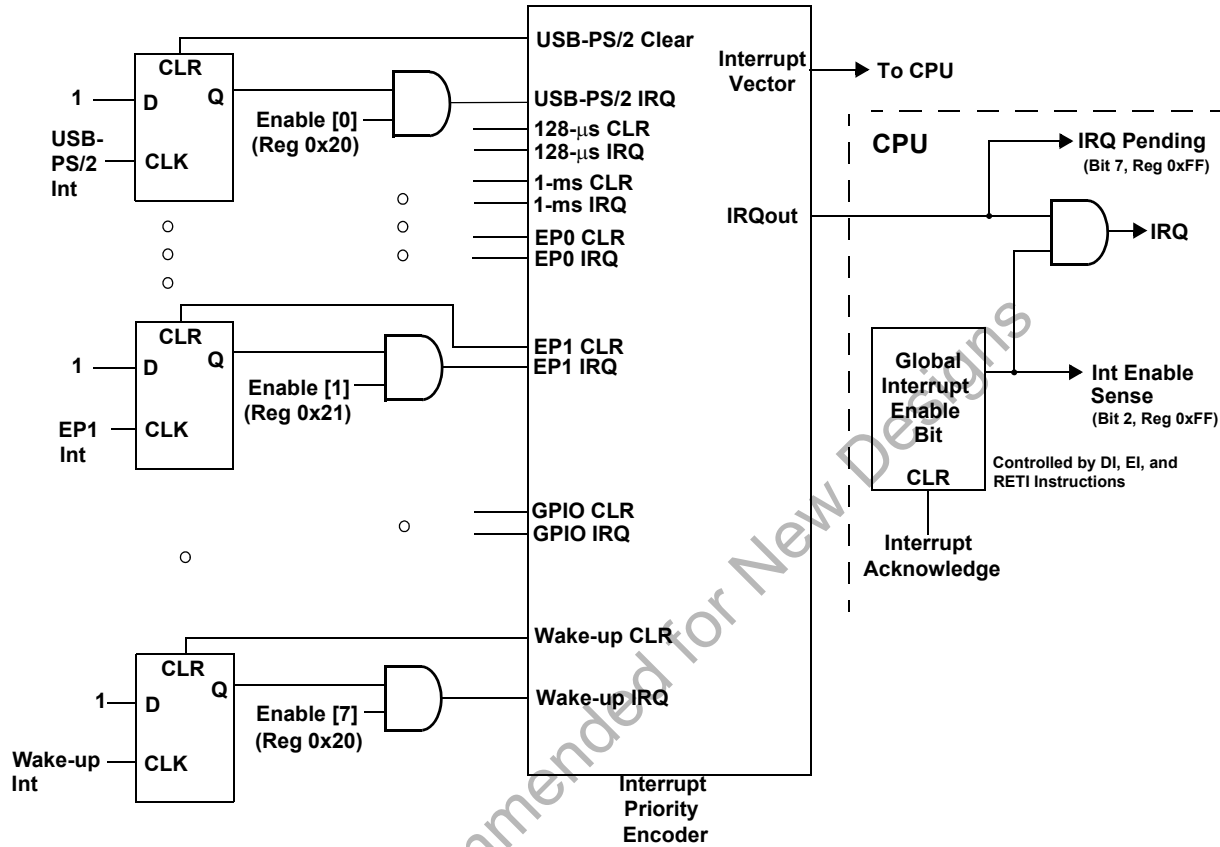 CLR
1
D
Q
USB-
PS/2
Int
CLK
Enable [0]
(Reg 0x20)
USB-PS/2 Clear
USB-PS/2 IRQ
128-μs CLR
128-μs IRQ
1-ms CLR
1-ms IRQ
EP0 CLR
EP0 IRQ
Interrupt
Vector
To CPU
CPU
IRQ Pending
(Bit 7, Reg 0xFF)
IRQout
IRQ
CLR
1
D
Q
EP1
Int
CLK
Enable [1]
(Reg 0x21)
EP1 CLR
EP1 IRQ
Global
Interrupt
Enable
Bit
CLR
Int Enable
Sense
(Bit 2, Reg 0xFF)
Controlled by DI, EI, and
RETI Instructions
Interrupt
Acknowledge
GPIO CLR
GPIO IRQ
CLR
1
D
Q
Wake-up
Int
CLK
Enable [7]
(Reg 0x20)
Wake-up CLR
Wake-up IRQ
Interrupt
Priority
Encoder
mmended for New Designs